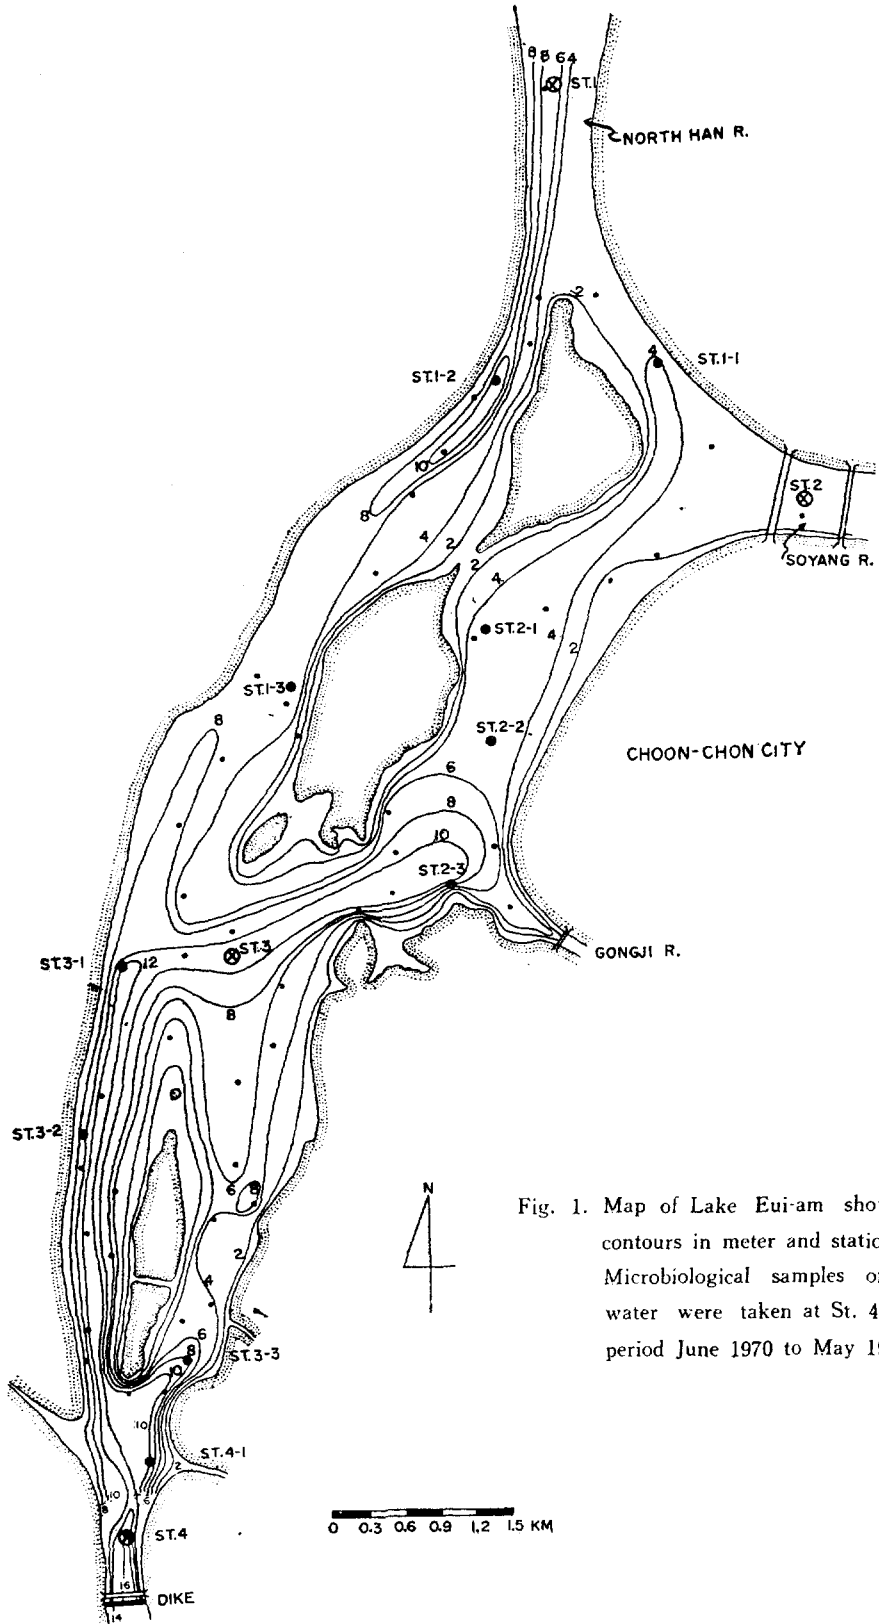 8 8 6 4
ST.1
NORTH HAN R.
2
4
ST.1-1
ST.1-2
10
8
ST.2
SOYANG R.
4
2
2
4
ST.2-1
4
2
ST.1-3
8
ST.2-2
CHOON-CHON CITY
6
8
10
ST.2-3
ST.3
GONGJI R.
ST.3-1
12
8
ST.3-2
6
8
N
2
4
6
8
ST.3-3
10
10
ST.4-1
2
10
6
8
ST.4
16
DIKE
14
0 0.3 0.6 0.9 1.2 1.5 KM
Fig. 1. Map of Lake Eui-am
contours in meter and
Microbiological samples
water were taken at St.
period June 1970 to May